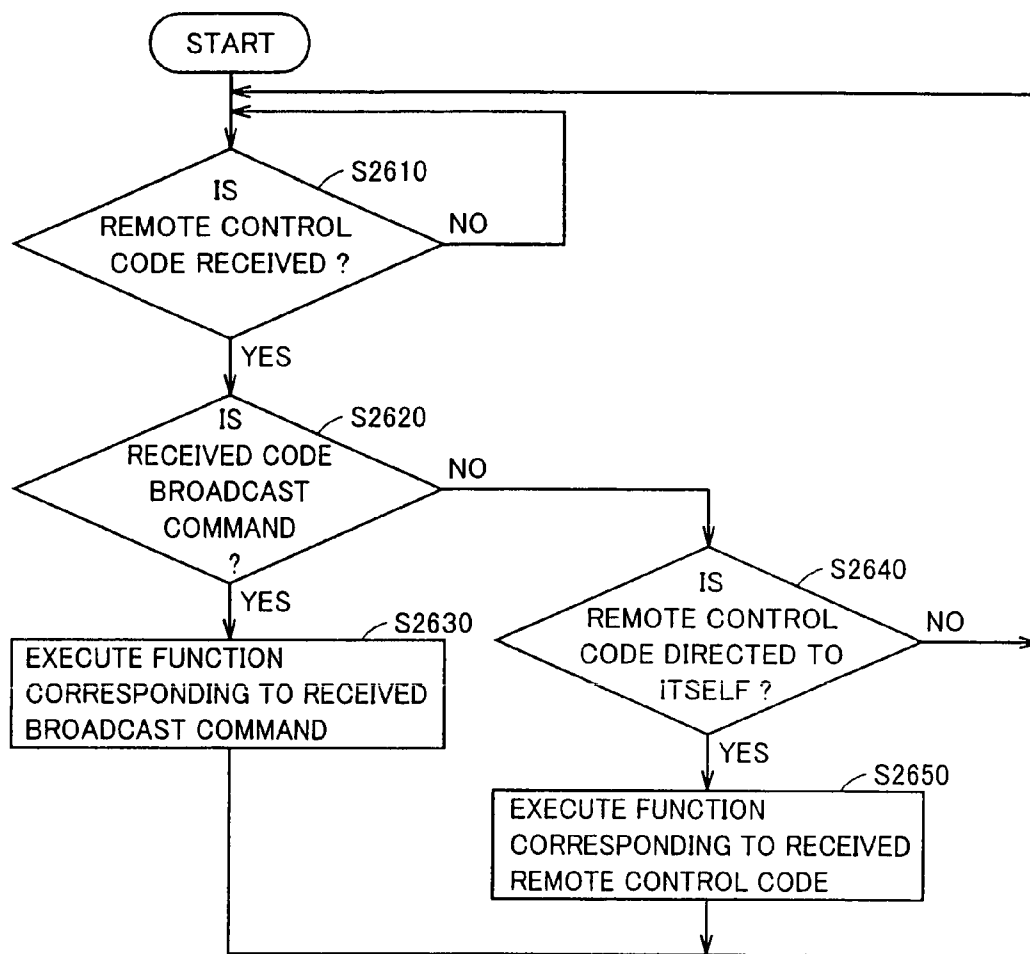 START
S2610
IS
REMOTE CONTROL
CODE RECEIVED ?
NO
YES
S2620
IS
RECEIVED CODE
BROADCAST
COMMAND
?
NO
YES
S2630
EXECUTE FUNCTION
CORRESPONDING TO RECEIVED
BROADCAST COMMAND
S2640
IS
REMOTE CONTROL
CODE DIRECTED TO
ITSELF ?
NO
YES
S2650
EXECUTE FUNCTION
CORRESPONDING TO RECEIVED
REMOTE CONTROL CODE